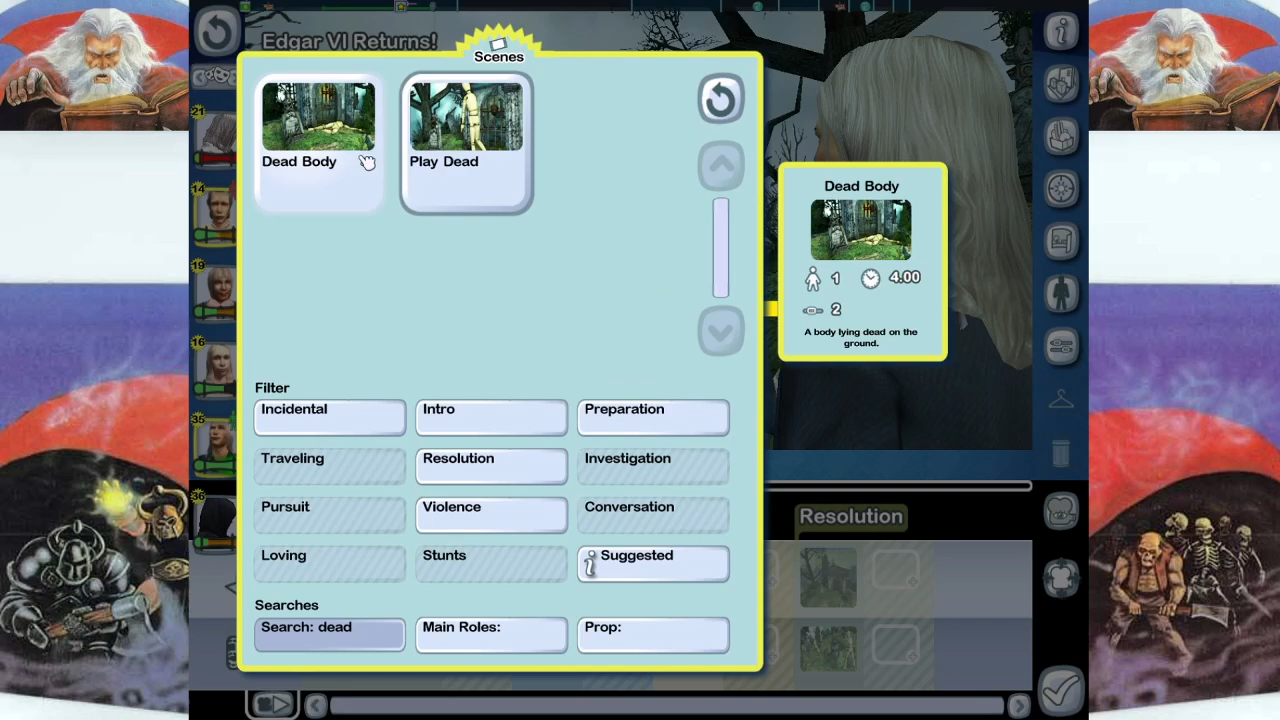 Edgar VI Returns!
Scenes
Dead Body
Play Dead
21
14
19
16
35
36
Dead Body
1
4.00
2
A body lying dead on the
ground.
Filter
Incidental
Intro
Preparation
Traveling
Resolution
Investigation
Pursuit
Violence
Conversation
Loving
Stunts
Suggested
Searches
Search: dead
Main Roles:
Prop:
Resolution